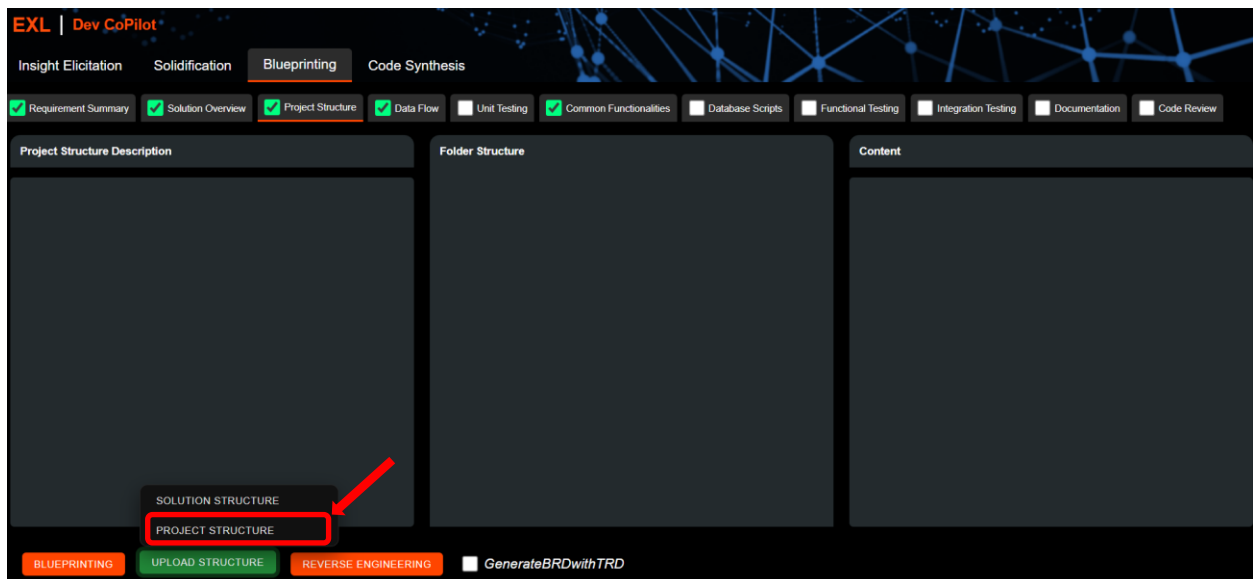 EXL | Dev CoPilot
Insight Elicitation Solidification Blueprinting Code Synthesis
Requirement Summary Solution Overview Project Structure Data Flow Unit Testing Common Functionalities Database Scripts Functional Testing Integration Testing Documentation Code Review
Project Structure Description Folder Structure Content
SOLUTION STRUCTURE
PROJECT STRUCTURE
BLUEPRINTING UPLOAD STRUCTURE REVERSE ENGINEERING GenerateBRDwithTRD